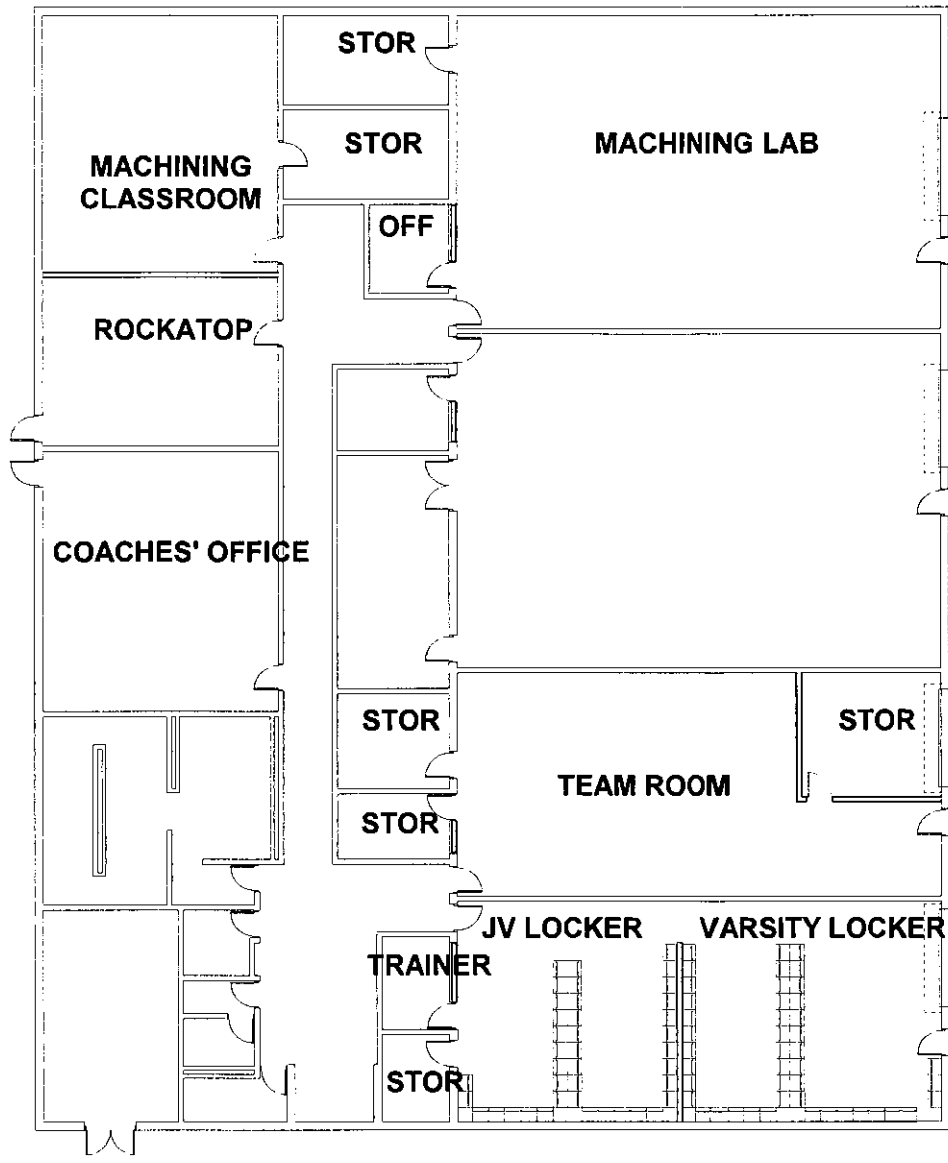 STOR
STOR
MACHINING LAB
MACHINING
CLASSROOM
OFF
ROCKATOP
COACHES' OFFICE
STOR
STOR
TEAM ROOM
STOR
JV LOCKER
VARSITY LOCKER
TRAINER
STOR